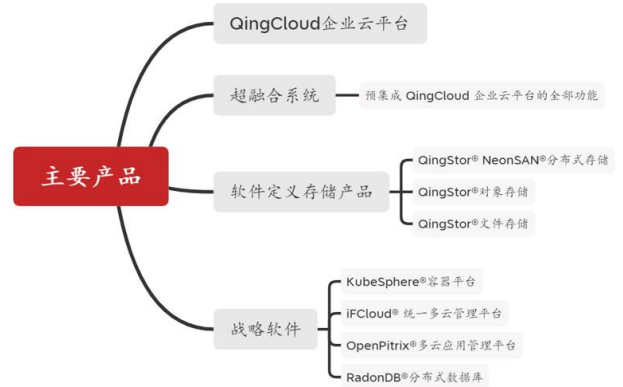 主要产品
QingCloud企业云平台
超融合系统
预集成 QingCloud 企业云平台的全部功能
软件定义存储产品
QingStor® NeonSAN®分布式存储
QingStor®对象存储
QingStor®文件存储
战略软件
KubeSphere®容器平台
iFCloud® 统一多云管理平台
OpenPitrix®多云应用管理平台
RadonDB®分布式数据库